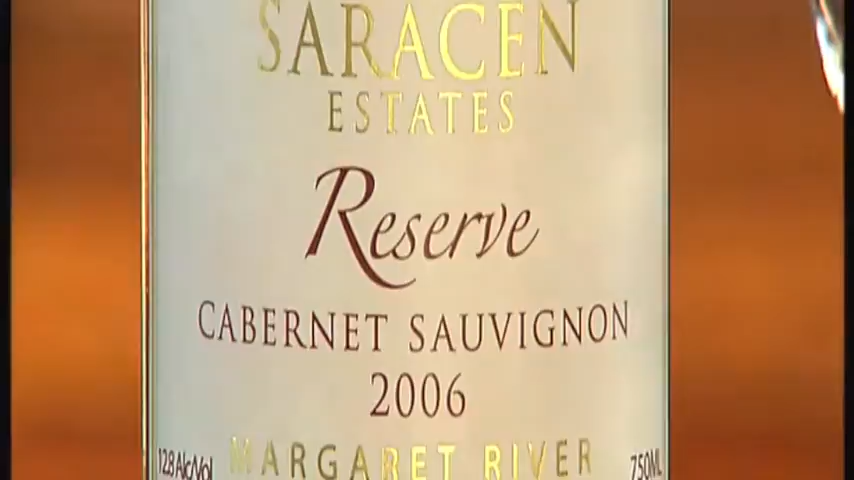 SARACEN
ESTATES
Reserve
CABERNET SAUVIGNON
2006
12.8 Alc/Vol MARGARET RIVER 750ML